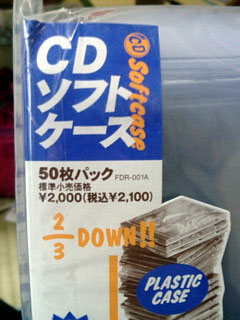 CD
ソフト
ケース
CD Softcase
50枚パック FDR-001A
標準小売価格
¥2,000(税込¥2,100)
2/3 DOWN!!
PLASTIC
CASE